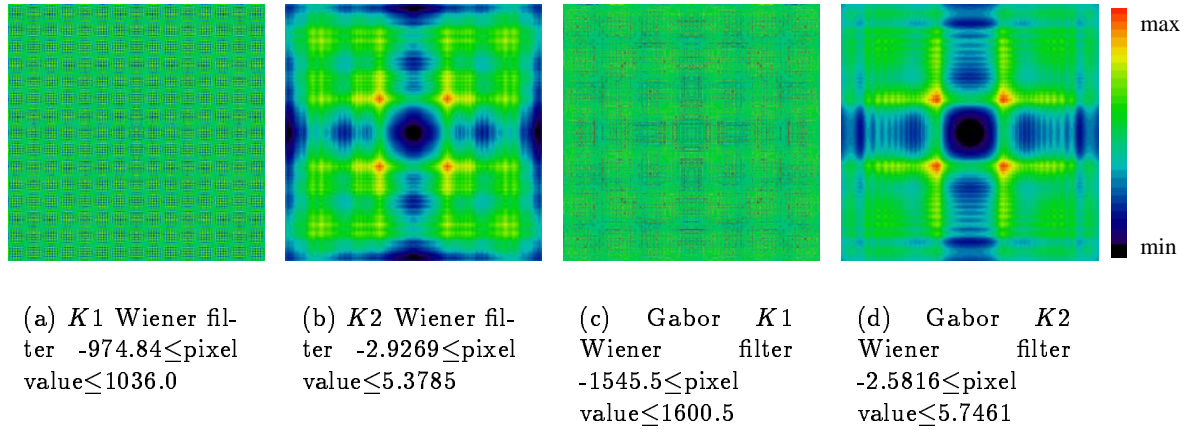 max
min
(a) K1 Wiener fil-
ter -974.84≤pixel
value≤1036.0
(b) K2 Wiener fil-
ter -2.9269≤pixel
value≤5.3785
(c) Gabor K1
Wiener filter
-1545.5≤pixel
value≤1600.5
(d) Gabor K2
Wiener filter
-2.5816≤pixel
value≤5.7461